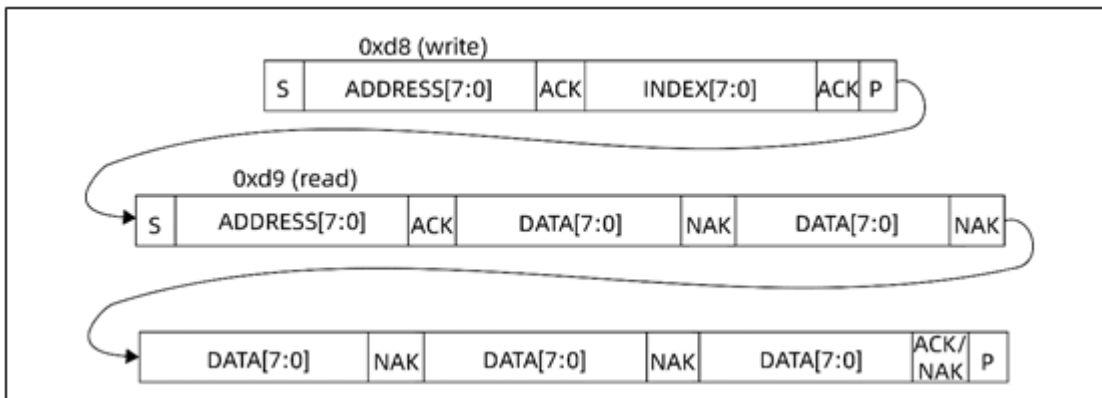 0xd8 (write)
S ADDRESS[7:0] ACK INDEX[7:0] ACK P
0xd9 (read)
S ADDRESS[7:0] ACK DATA[7:0] NAK DATA[7:0] NAK
DATA[7:0] NAK DATA[7:0] NAK DATA[7:0] ACK/ NAK P